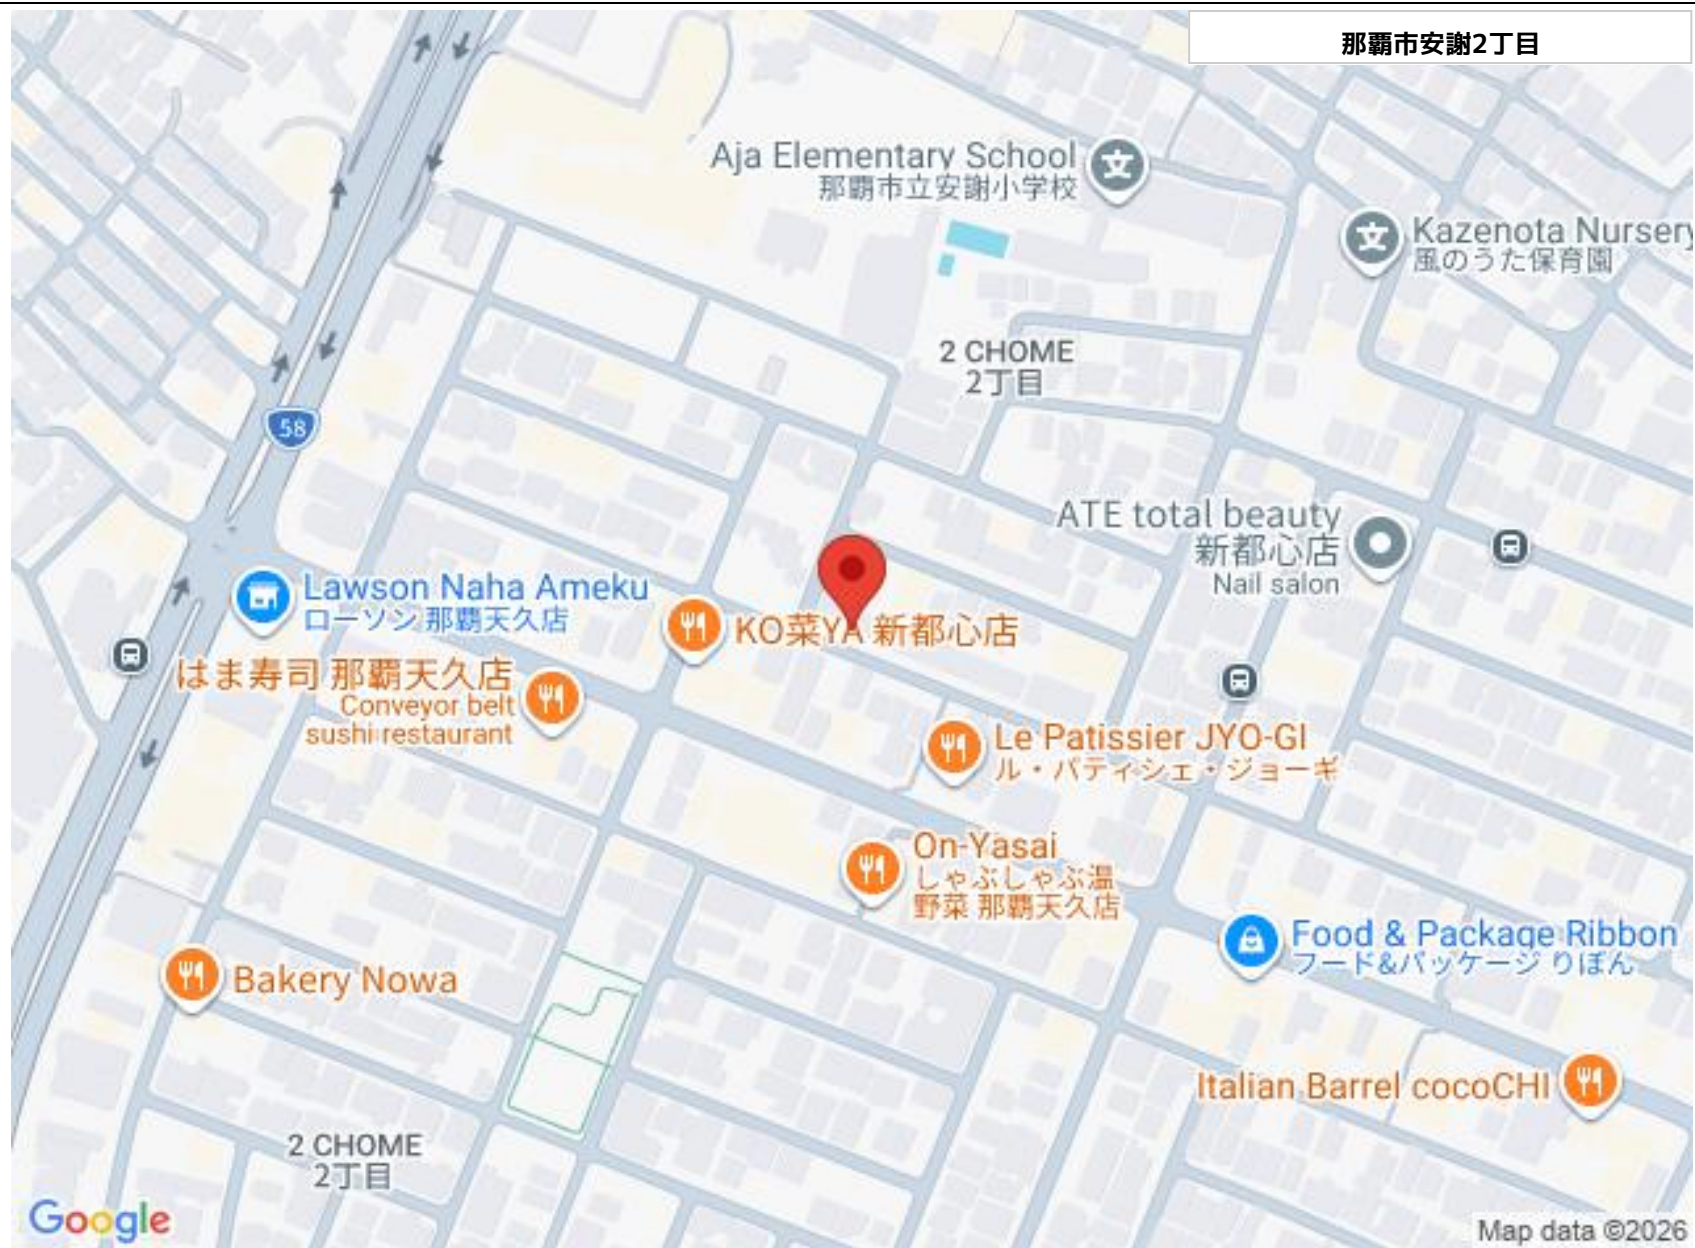 那覇市安謝2丁目
Aja Elementary School
那覇市立安謝小学校
Kazenota Nursery
風のうた保育園
2 CHOME
2丁目
58
ATE total beauty
新都心店
Nail salon
Lawson Naha Ameku
ローソン 那覇天久店
KO菜YA 新都心店
はま寿司 那覇天久店
Conveyor belt
sushi restaurant
Le Patissier JYO-GI
ル・パティシェ・ジョーギ
On-Yasai
しゃぶしゃぶ温
野菜 那覇天久店
Food & Package Ribbon
フード&パッケージ りぼん
Bakery Nowa
Italian Barrel cocoCHI
2 CHOME
2丁目
Google
Map data ©2026